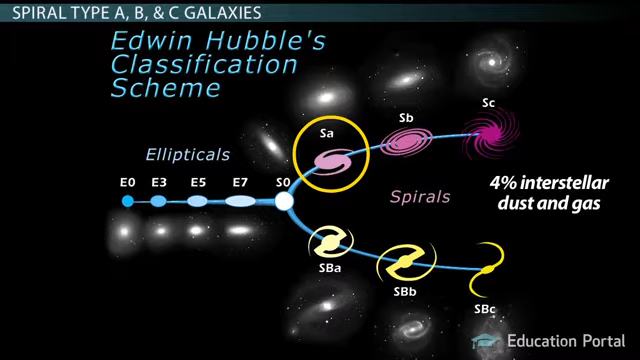 SPIRAL TYPE A, B, & C GALAXIES
Edwin Hubble's
Classification
Scheme
Sa
Sb
Sc
Ellipticals
E0 E3 E5 E7 S0
Spirals
4% interstellar
dust and gas
SBa
SBb
SBc
Education Portal